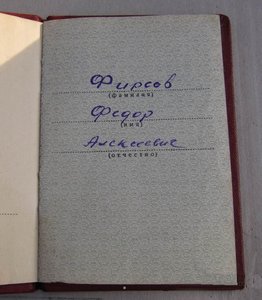 Фирсов
(фамилия)
Федор
(имя)
Алексеевич
(отчество)